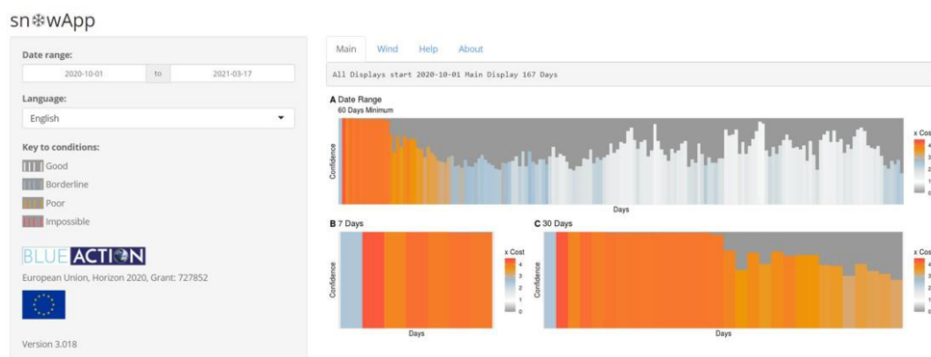 sn❄wApp
Date range:
2020-10-01 to 2021-03-17
Language:
English
Key to conditions:
Good
Borderline
Poor
Impossible
BLUE ACTION
European Union, Horizon 2020, Grant: 727852
Version 3.018
Main Wind Help About
All Displays start 2020-10-01 Main Display 167 Days
A Date Range
60 Days Minimum
Confidence
Days
x Cost
4
3
2
1
0
B 7 Days
Confidence
Days
x Cost
4
3
2
1
0
C 30 Days
Confidence
Days
x Cost
4
3
2
1
0